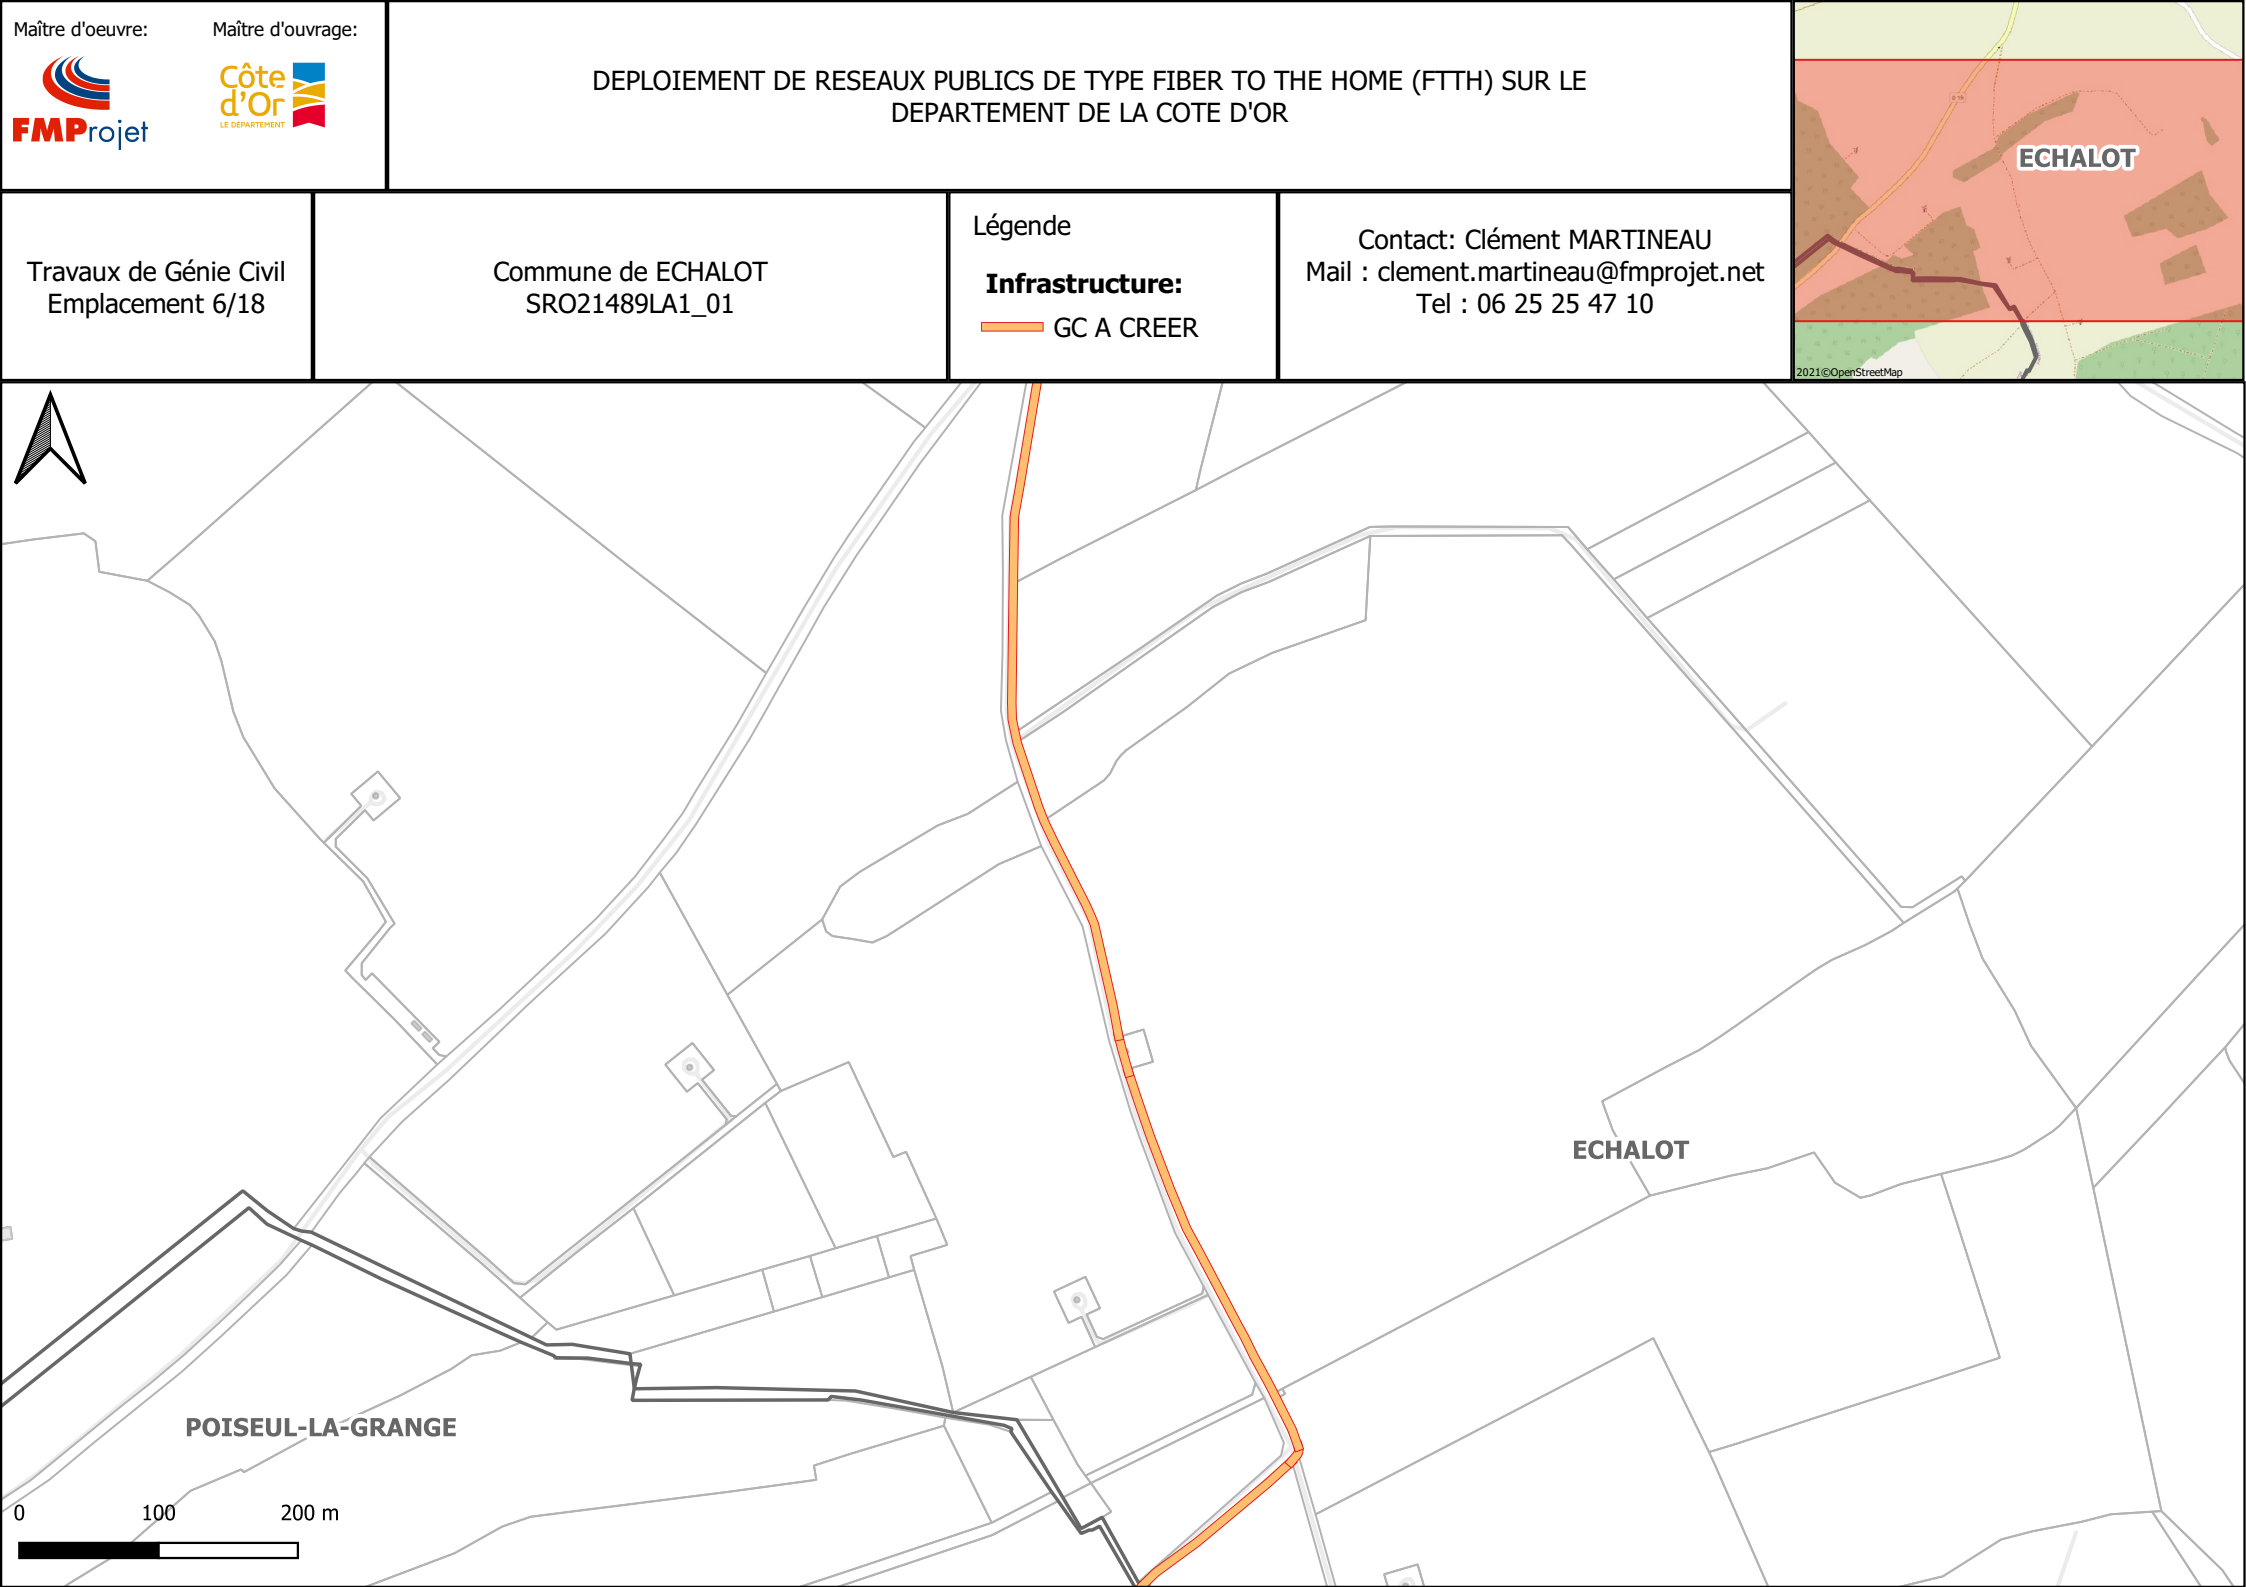 Maître d'oeuvre:
Maître d'ouvrage:
FMProjet
Côte
d'Or
LE DÉPARTEMENT
DEPLOIEMENT DE RESEAUX PUBLICS DE TYPE FIBER TO THE HOME (FTTH) SUR LE
DEPARTEMENT DE LA COTE D'OR
ECHALOT
2021©OpenStreetMap
Travaux de Génie Civil
Emplacement 6/18
Commune de ECHALOT
SRO21489LA1_01
Légende
Infrastructure:
GC A CREER
Contact: Clément MARTINEAU
Mail : clement.martineau@fmprojet.net
Tel : 06 25 25 47 10
ECHALOT
POISEUL-LA-GRANGE
0 100 200 m